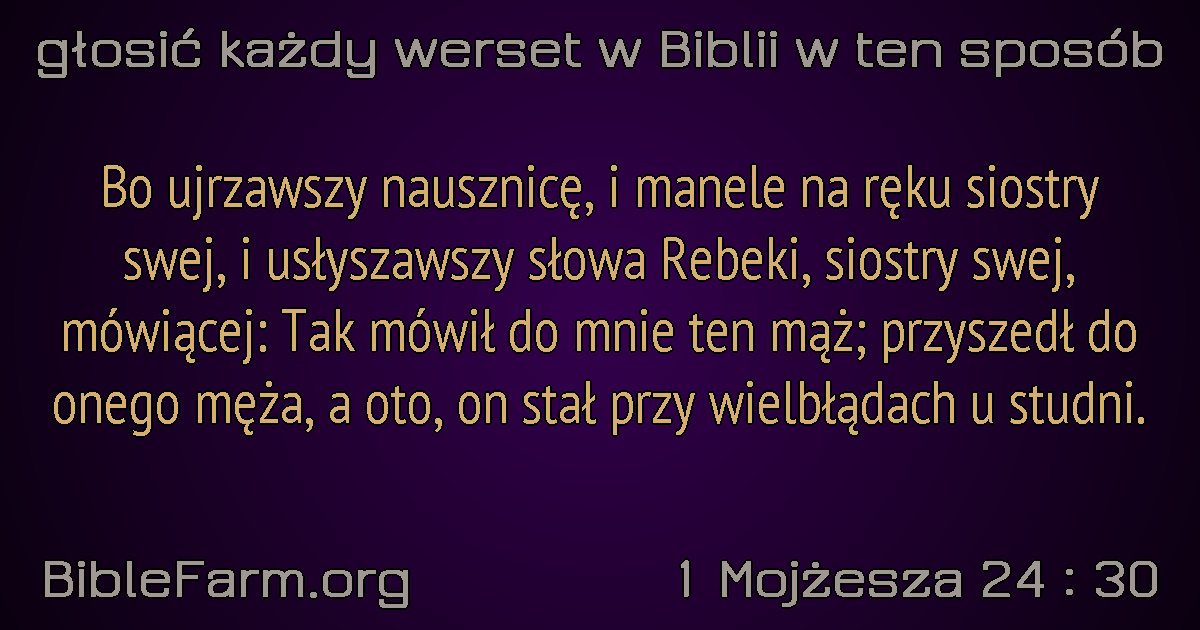 głosić każdy werset w Biblii w ten sposób
Bo ujrzawszy nausznicę, i manele na ręku siostry
swej, i usłyszawszy słowa Rebeki, siostry swej,
mówiącej: Tak mówił do mnie ten mąż; przyszedł do
onego męża, a oto, on stał przy wielbłądach u studni.
BibleFarm.org
1 Mojżesza 24 : 30